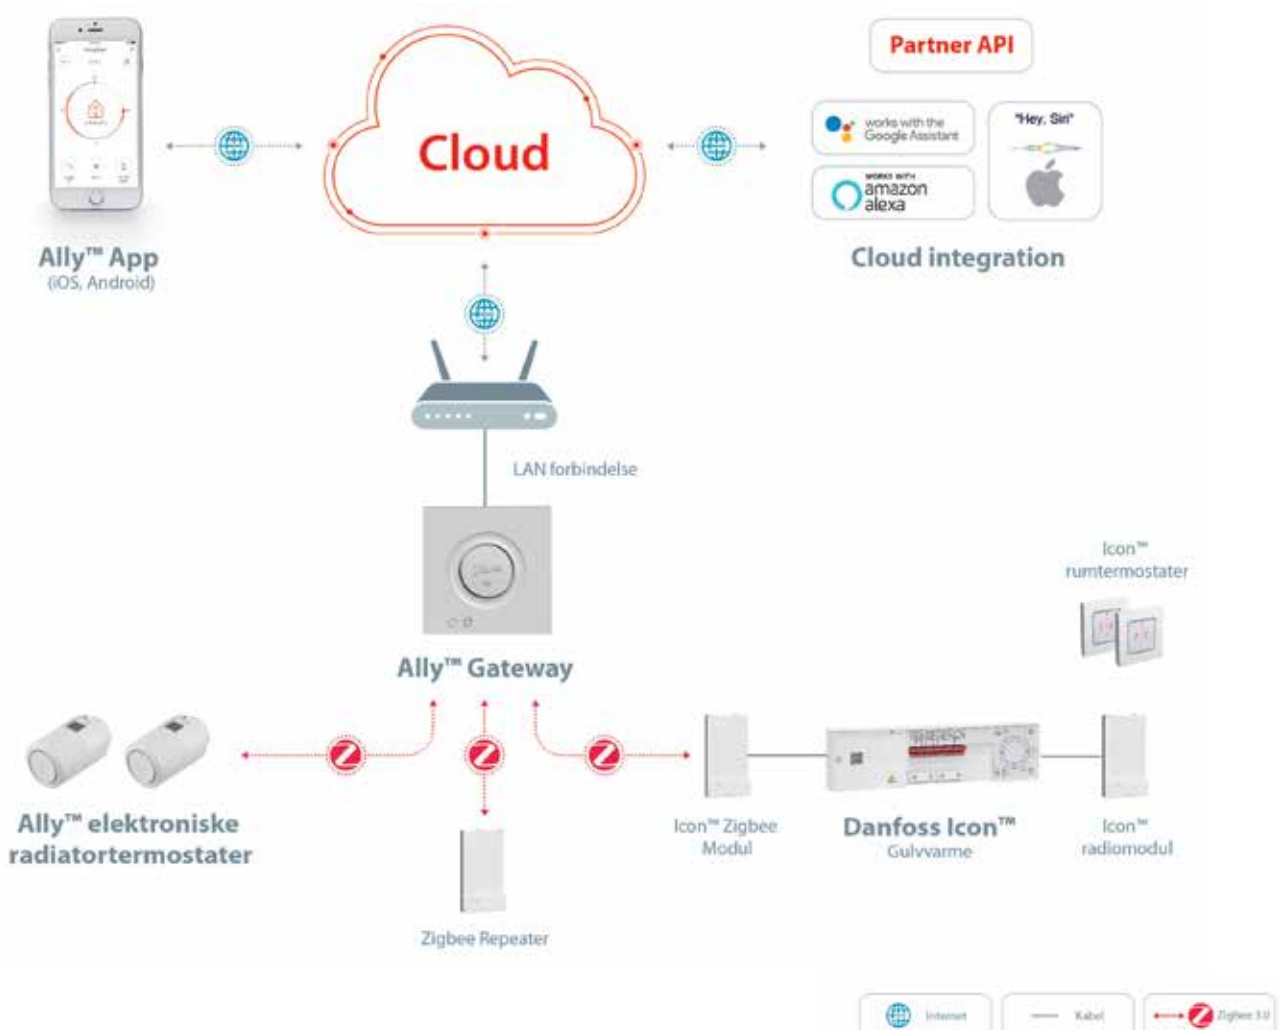 Partner API
works with the
Google Assistant
"Hey, Siri"
WORKS WITH
amazon
alexa
Cloud
Ally™ App
(iOS, Android)
Cloud integration
LAN forbindelse
Icon™
rumtermostater
Ally™ Gateway
Ally™ elektroniske
radiatortermostater
Icon™ Zigbee
Modul
Danfoss Icon™
Gulvvarme
Icon™
radiomodul
Zigbee Repeater
Internet
Kabel
Zigbee 3.0